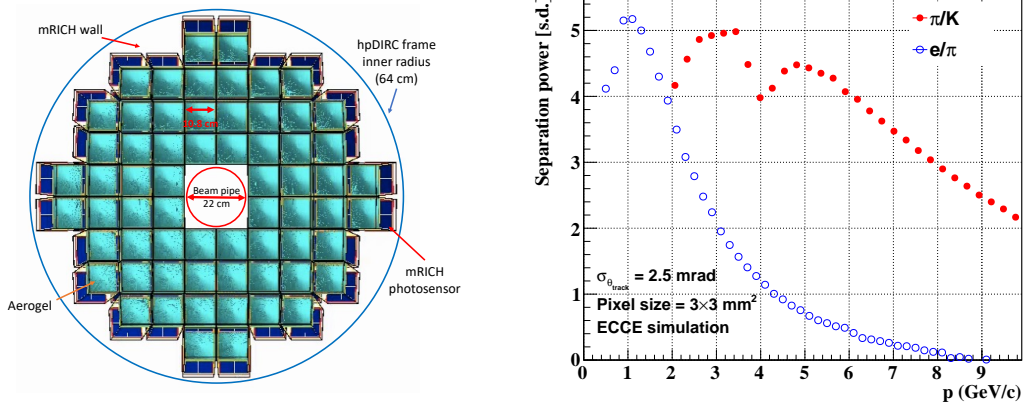 mRICH wall
hpDIRC frame
inner radius
(64 cm)
10.8 cm
Beam pipe
22 cm
mRICH
photosensor
Aerogel
Separation power [s.d.]
5
4
3
2
1
0
π/K
e/π
σθtrack = 2.5 mrad
Pixel size = 3×3 mm²
ECCE simulation
0 1 2 3 4 5 6 7 8 9
p (GeV/c)